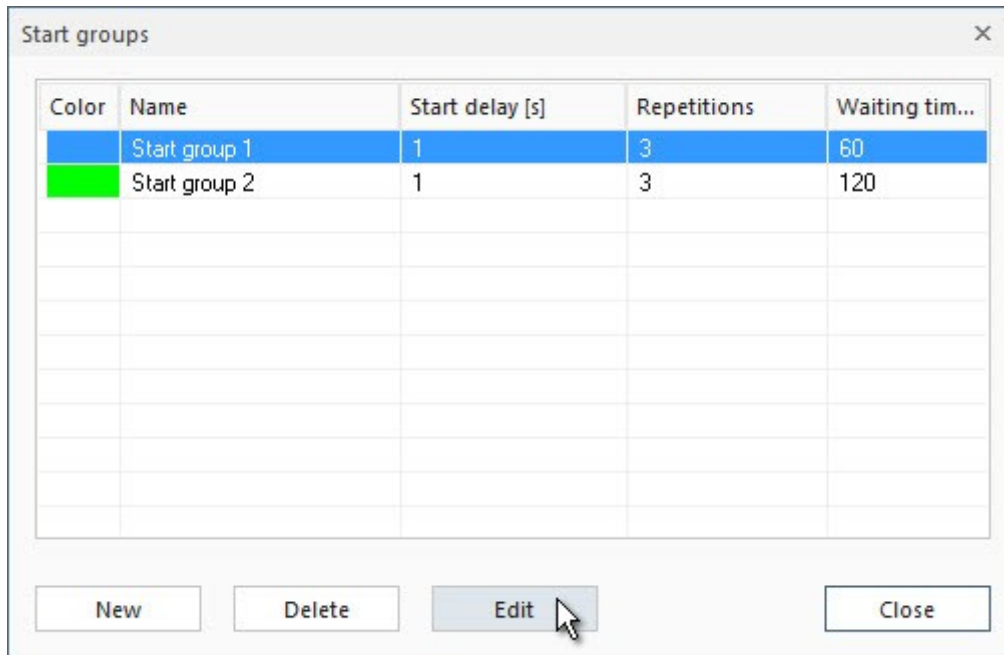 Start groups
Color Name Start delay [s] Repetitions Waiting tim...
Start group 1 1 3 60
Start group 2 1 3 120
New Delete Edit Close